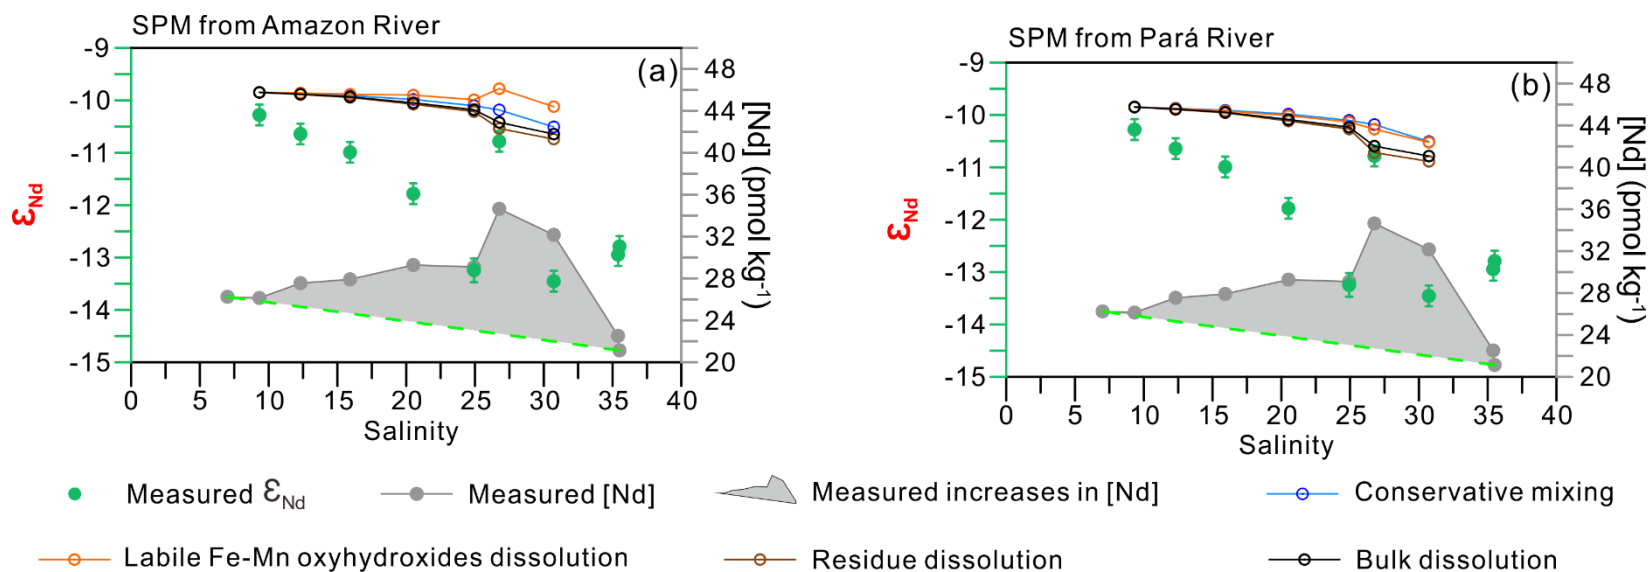 SPM from Amazon River
(a)
-9
-10
-11
-12
-13
-14
-15
εNd
48
44
40
36
32
28
24
20
[Nd] (pmol kg-1)
0 5 10 15 20 25 30 35 40
Salinity
SPM from Pará River
(b)
-9
-10
-11
-12
-13
-14
-15
εNd
48
44
40
36
32
28
24
20
[Nd] (pmol kg-1)
0 5 10 15 20 25 30 35 40
Salinity
Measured εNd
Measured [Nd]
Measured increases in [Nd]
Conservative mixing
Labile Fe-Mn oxyhydroxides dissolution
Residue dissolution
Bulk dissolution